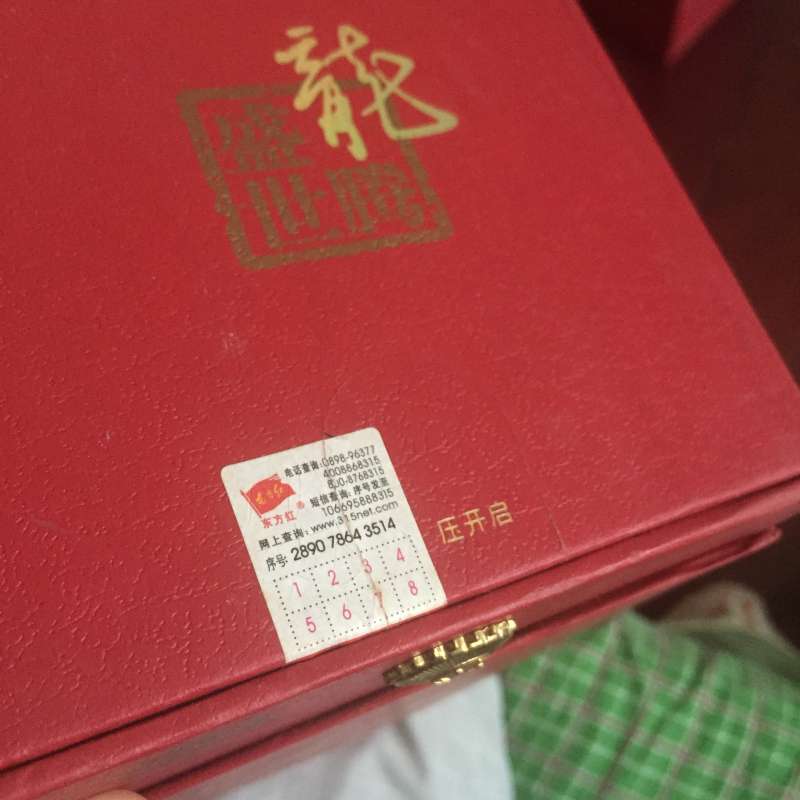 龍
盛
世腾
电话查询:0898-96377
4008868315
800-8768315
短信查询:序号发至
106695888315
东方红®
网上查询:www.315net.com
序号: 2890 7864 3514
1 2 3 4
5 6 7 8
压开启